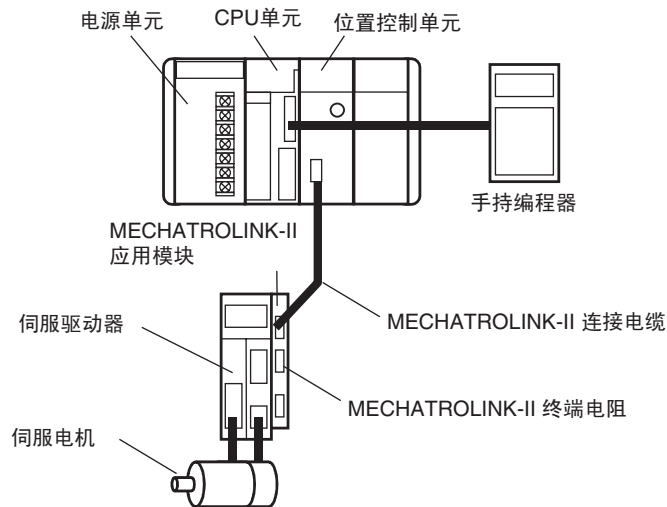 电源单元
CPU单元
位置控制单元
手持编程器
MECHATROLINK-II
应用模块
MECHATROLINK-II 连接电缆
伺服驱动器
MECHATROLINK-II 终端电阻
伺服电机